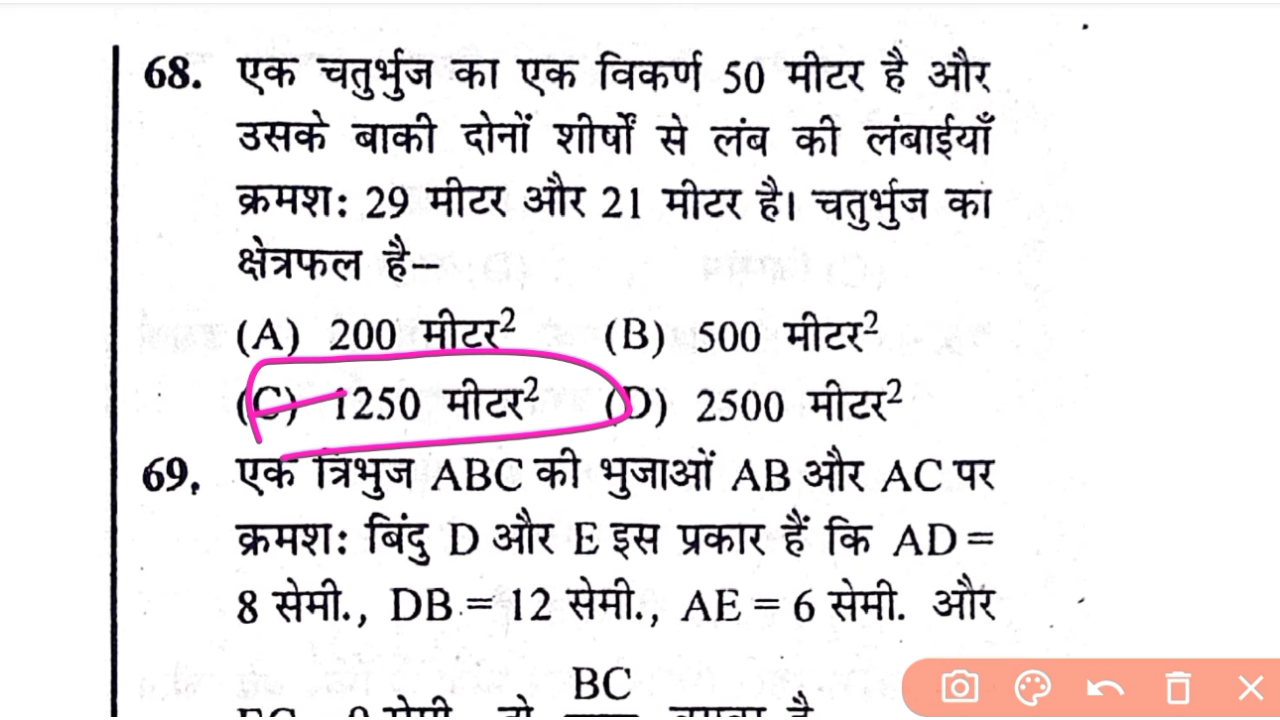 68. एक चतुर्भुज का एक विकर्ण 50 मीटर है और
उसके बाकी दोनों शीर्षों से लंब की लंबाईयाँ
क्रमश: 29 मीटर और 21 मीटर है। चतुर्भुज का
क्षेत्रफल है–
(A) 200 मीटर² (B) 500 मीटर²
(C) 1250 मीटर² (D) 2500 मीटर²
69. एक त्रिभुज ABC की भुजाओं AB और AC पर
क्रमश: बिंदु D और E इस प्रकार हैं कि AD =
8 सेमी., DB = 12 सेमी., AE = 6 सेमी. और
BC